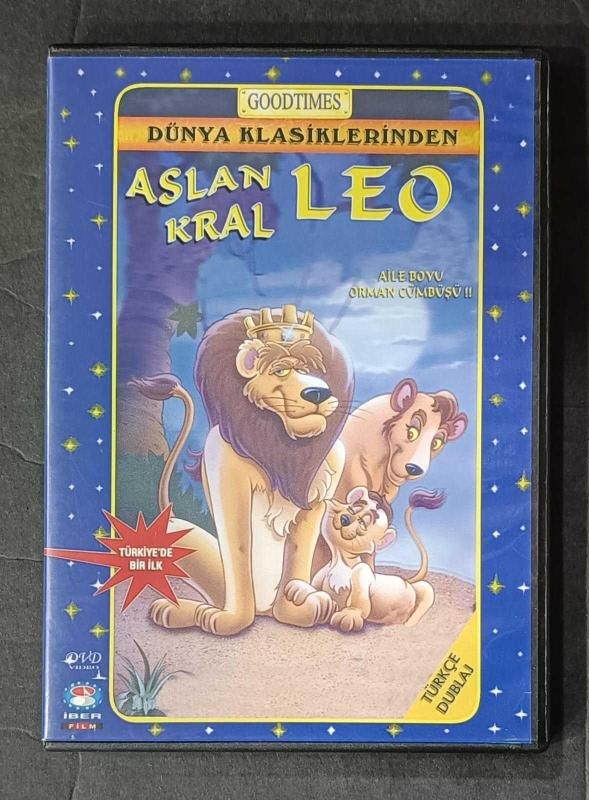 GOODTIMES
DÜNYA KLASİKLERİNDEN
ASLAN
KRAL
LEO
AİLE BOYU
ORMAN CÜMBÜŞÜ !!
TÜRKİYE'DE
BİR İLK
DVD
VIDEO
İBER
FİLM
TÜRKÇE
DUBLAJ